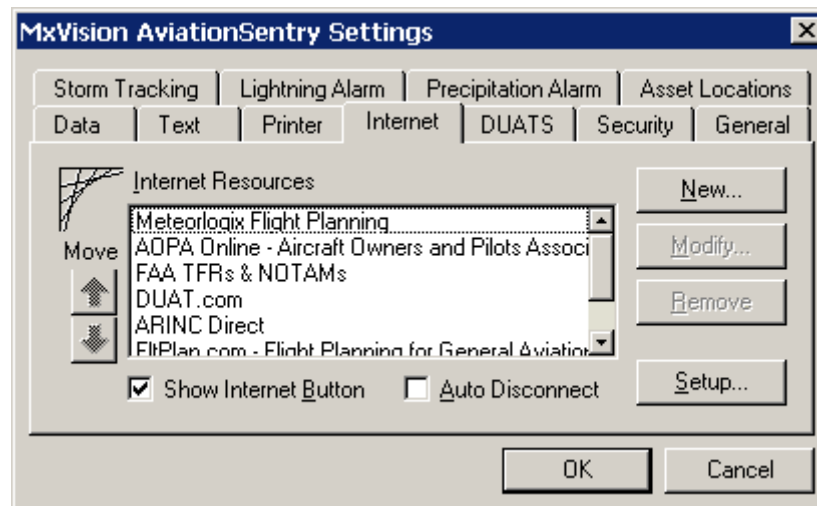 MxVision AviationSentry Settings
Storm Tracking Lightning Alarm Precipitation Alarm Asset Locations
Data Text Printer Internet DUATS Security General
Internet Resources
New...
Meteorlogix Flight Planning
Move
AOPA Online - Aircraft Owners and Pilots Associ
Modify...
FAA TFRs & NOTAMs
DUAT.com
Remove
ARINC Direct
FltPlan.com - Flight Planning for General Aviation
Show Internet Button Auto Disconnect
Setup...
OK Cancel